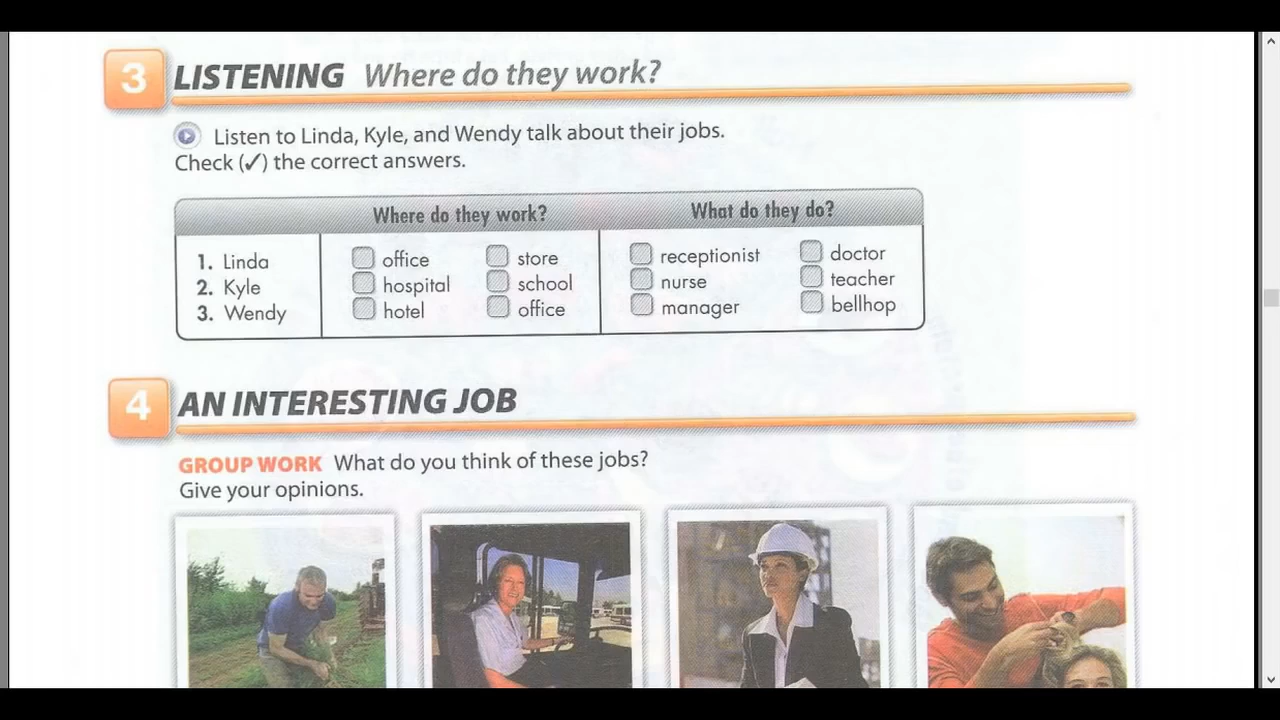 3 LISTENING Where do they work?
Listen to Linda, Kyle, and Wendy talk about their jobs.
Check (✓) the correct answers.
Where do they work? What do they do?
1. Linda office store receptionist doctor
2. Kyle hospital school nurse teacher
3. Wendy hotel office manager bellhop
4 AN INTERESTING JOB
GROUP WORK What do you think of these jobs?
Give your opinions.